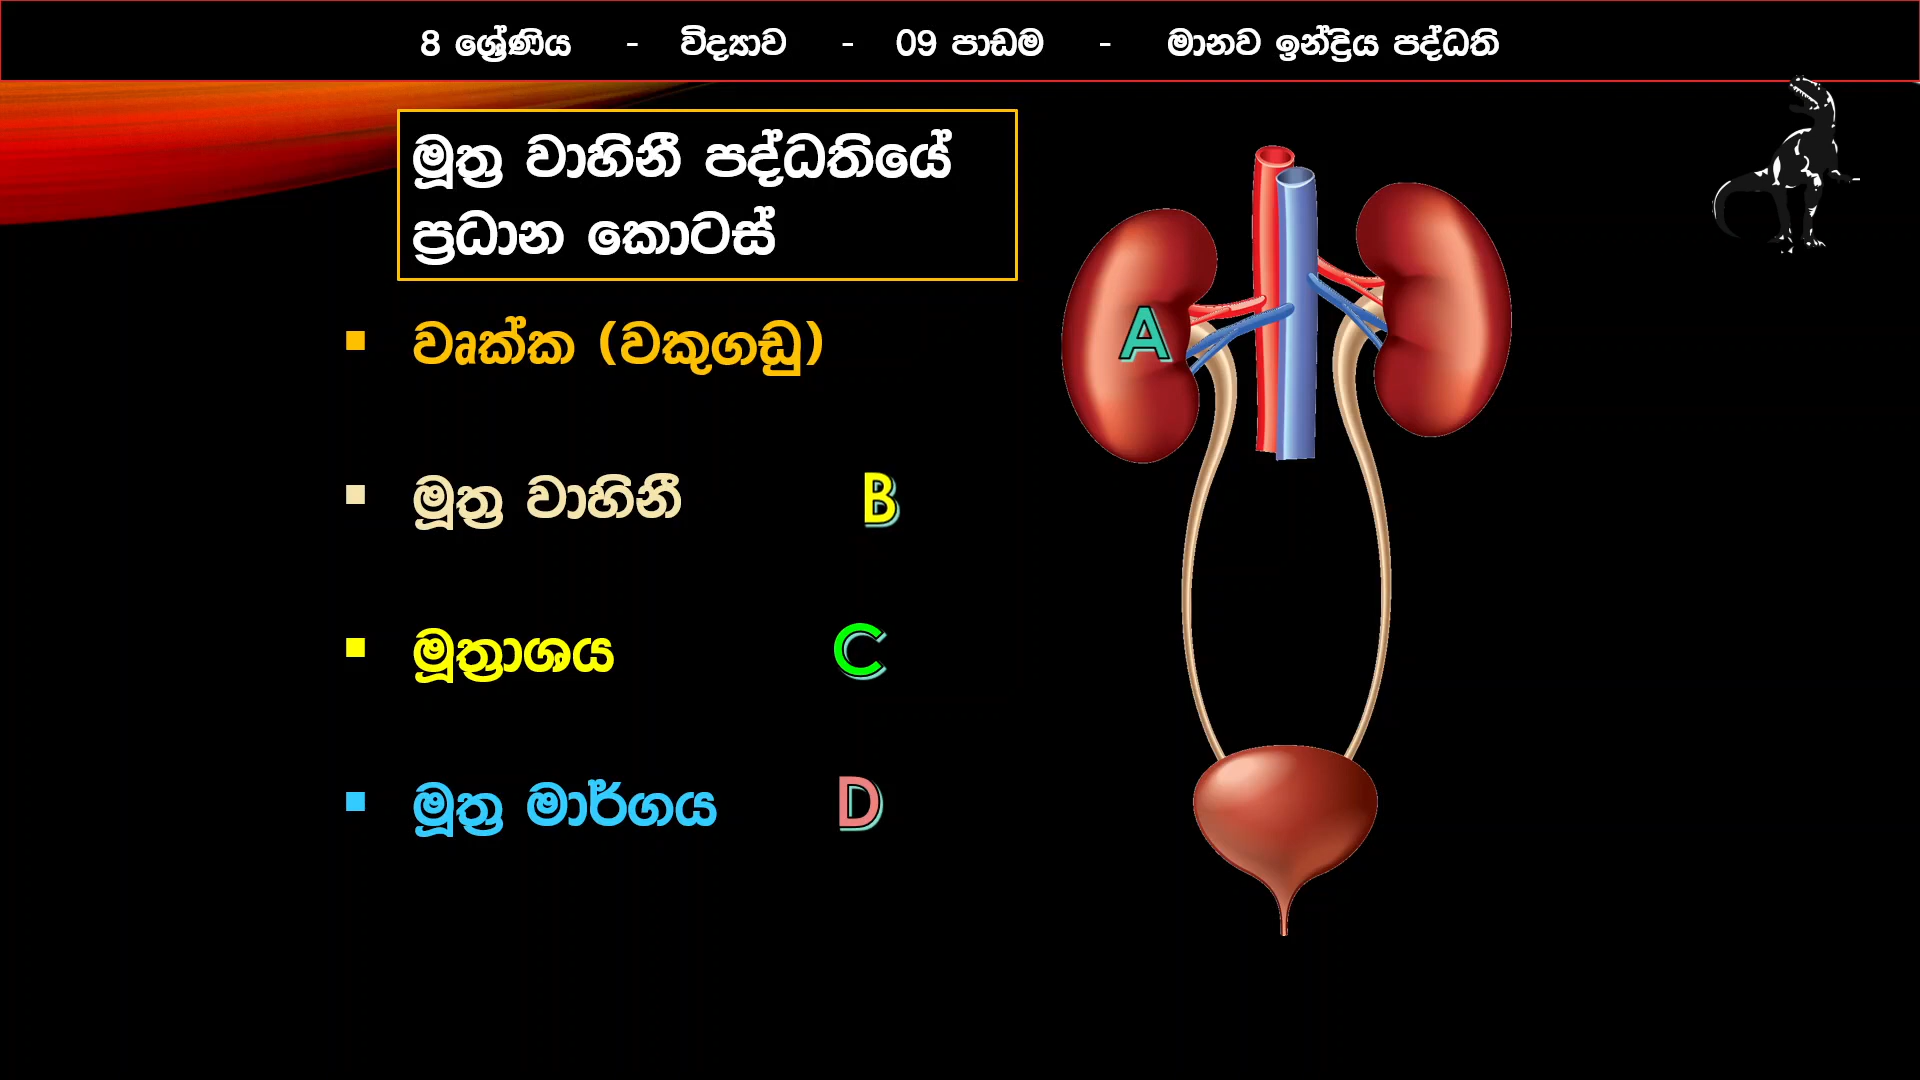 8 ශ්‍රේණිය - විද්‍යාව - 09 පාඩම - මානව ඉන්ද්‍රිය පද්ධති
මූත්‍ර වාහිනී පද්ධතියේ
ප්‍රධාන කොටස්
▪ වෘක්ක (වකුගඩු)
A
▪ මූත්‍ර වාහිනී B
▪ මූත්‍රාශය C
▪ මූත්‍ර මාර්ගය D